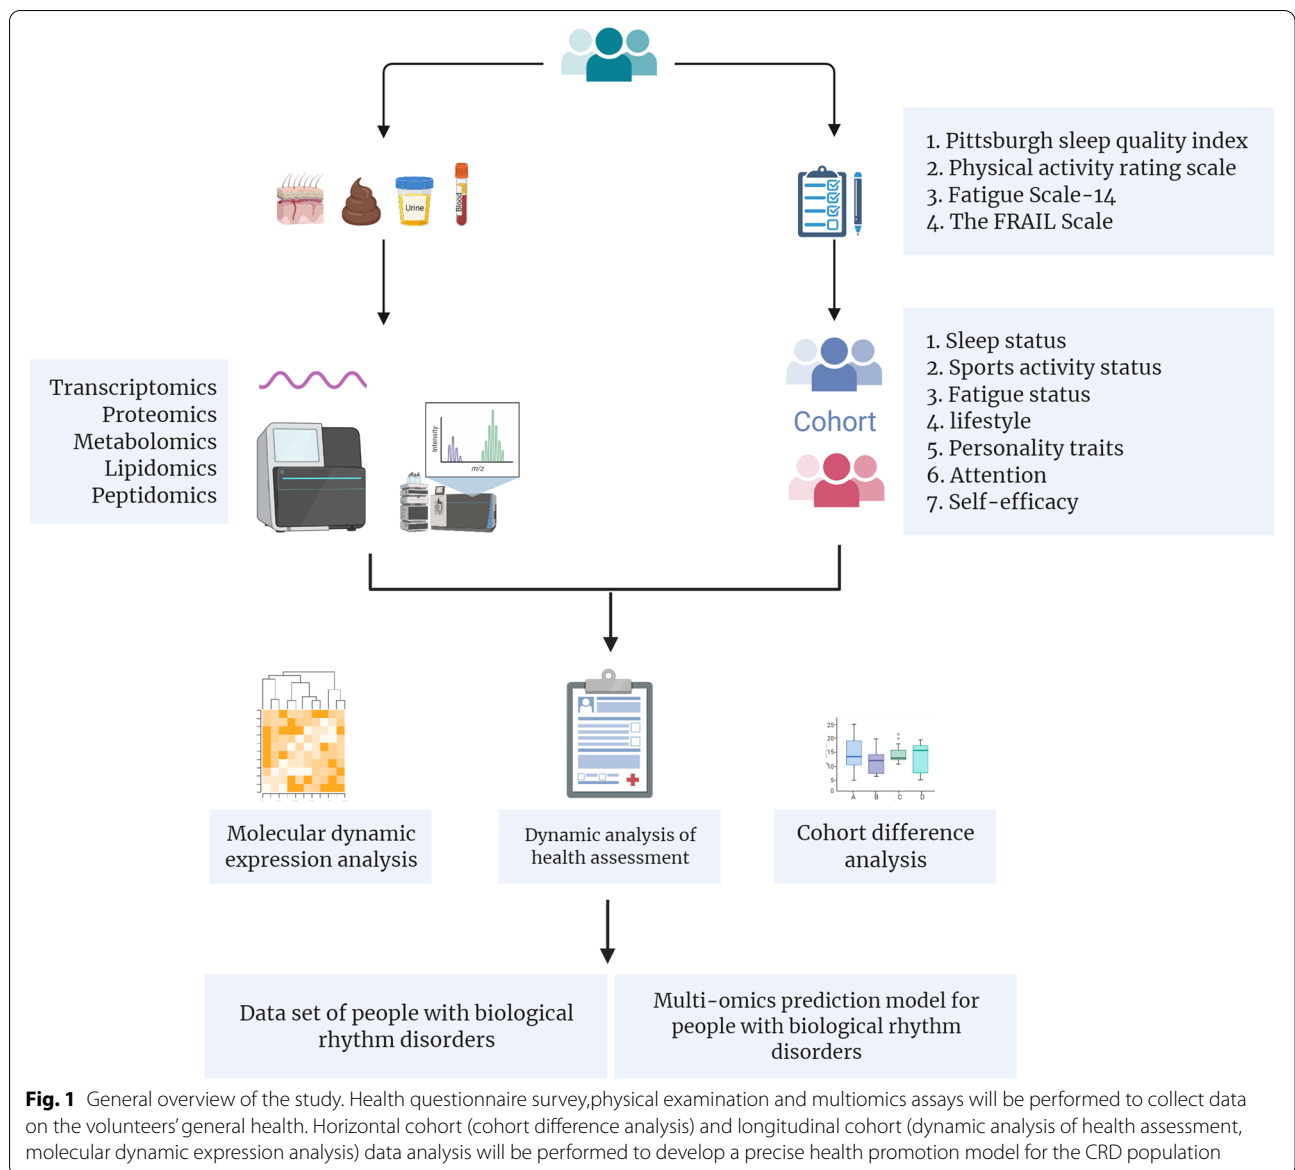 1. Pittsburgh sleep quality index
2. Physical activity rating scale
3. Fatigue Scale-14
4. The FRAIL Scale
Urine
Blood
1. Sleep status
2. Sports activity status
3. Fatigue status
4. lifestyle
5. Personality traits
6. Attention
7. Self-efficacy
Cohort
Transcriptomics
Proteomics
Metabolomics
Lipidomics
Peptidomics
Intensity
m/z
25
20
15
10
5
0
A B C D
Molecular dynamic
expression analysis
Dynamic analysis of
health assessment
Cohort difference
analysis
Data set of people with biological
rhythm disorders
Multi-omics prediction model for
people with biological rhythm
disorders
Fig. 1 General overview of the study. Health questionnaire survey,physical examination and multiomics assays will be performed to collect data
on the volunteers’ general health. Horizontal cohort (cohort difference analysis) and longitudinal cohort (dynamic analysis of health assessment,
molecular dynamic expression analysis) data analysis will be performed to develop a precise health promotion model for the CRD population